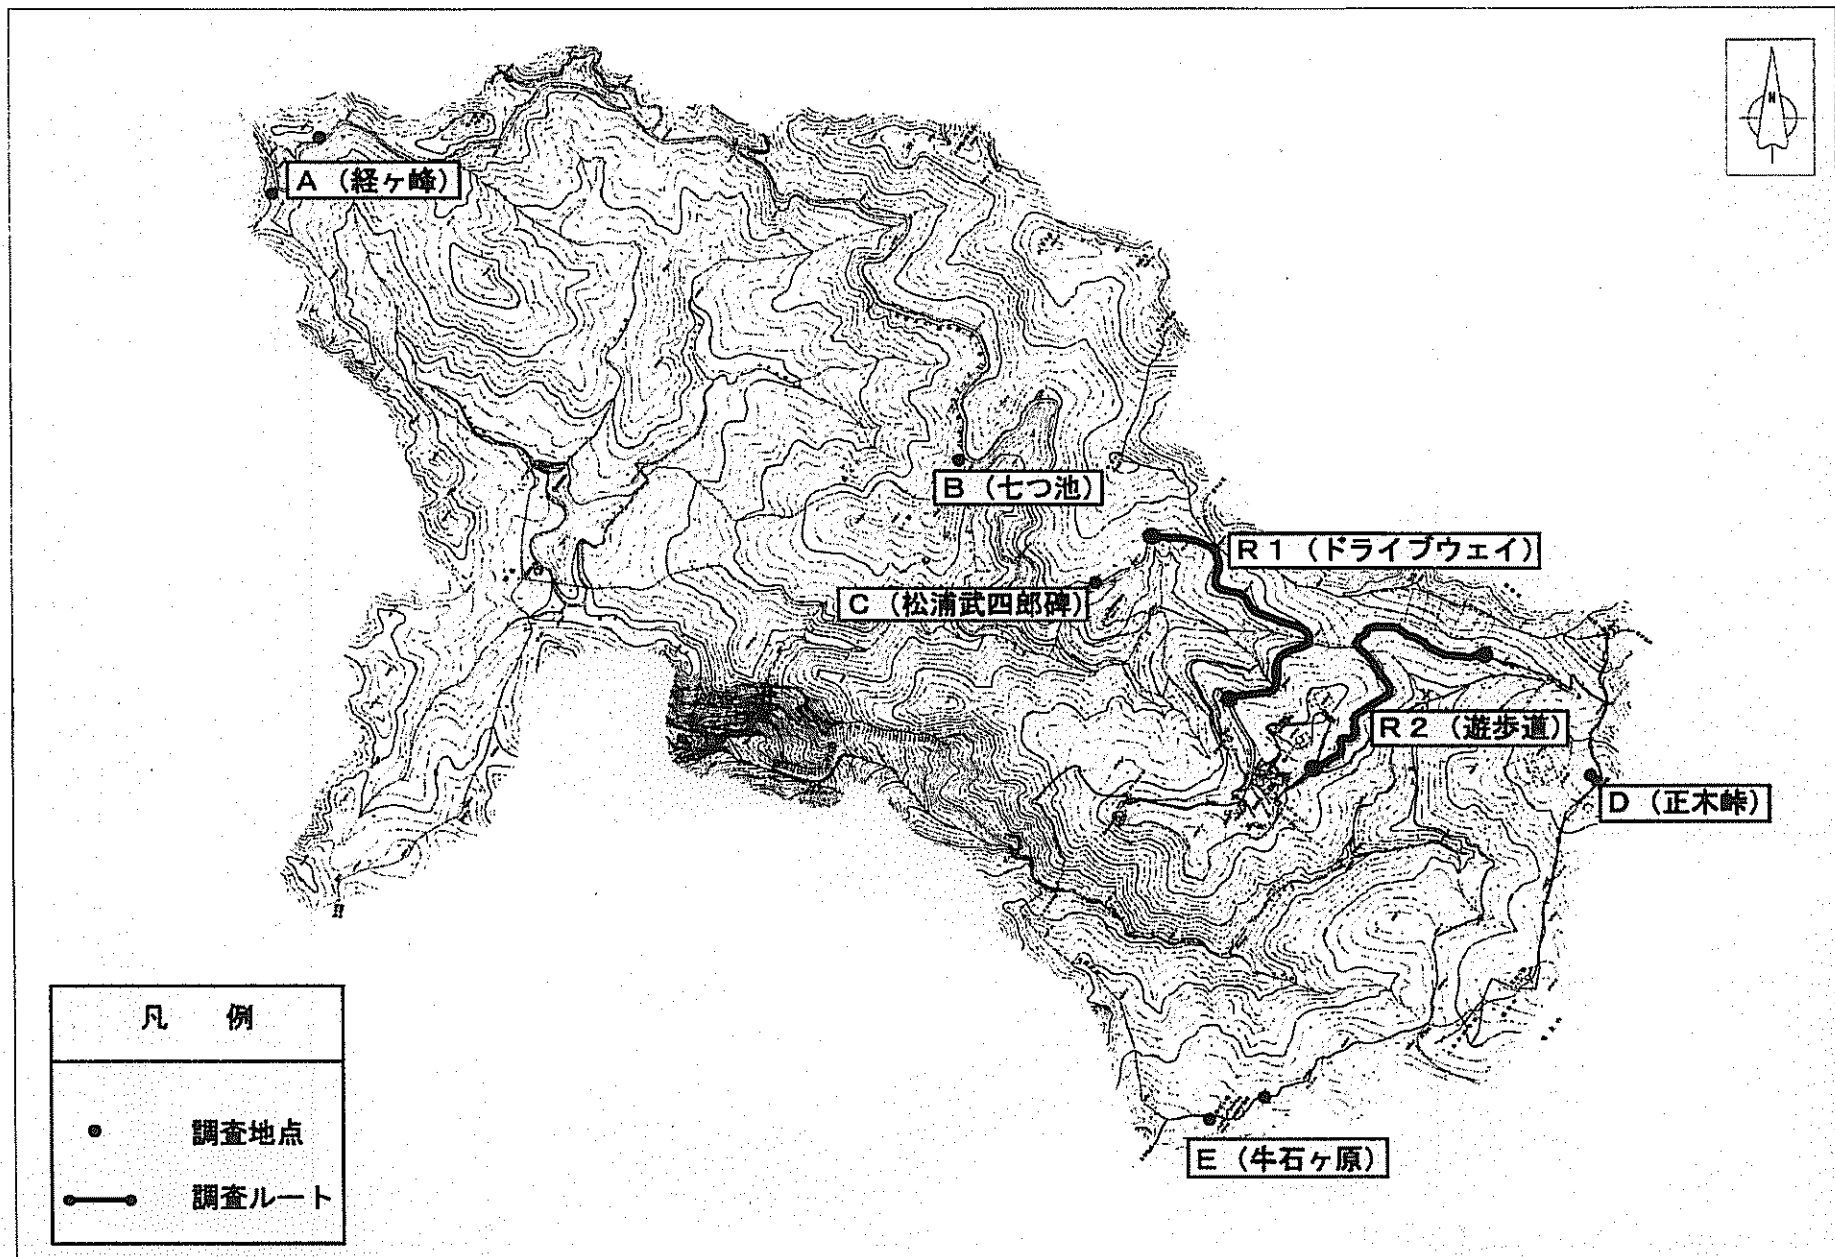 N
A（経ヶ峰）
B（七つ池）
R1（ドライブウェイ）
C（松浦武四郎碑）
R2（遊歩道）
D（正木峠）
E（牛石ヶ原）
凡　例
調査地点
調査ルート